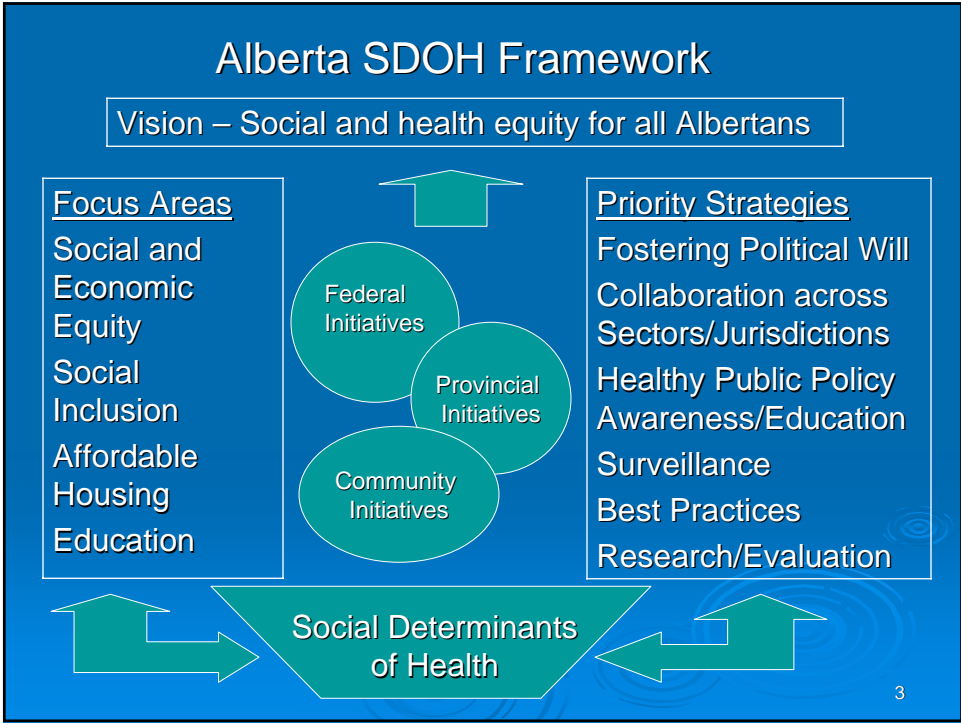 Alberta SDOH Framework
Vision – Social and health equity for all Albertans
Focus Areas
Social and
Economic
Equity
Social
Inclusion
Affordable
Housing
Education
Federal
Initiatives
Provincial
Initiatives
Community
Initiatives
Priority Strategies
Fostering Political Will
Collaboration across
Sectors/Jurisdictions
Healthy Public Policy
Awareness/Education
Surveillance
Best Practices
Research/Evaluation
Social Determinants
of Health
3